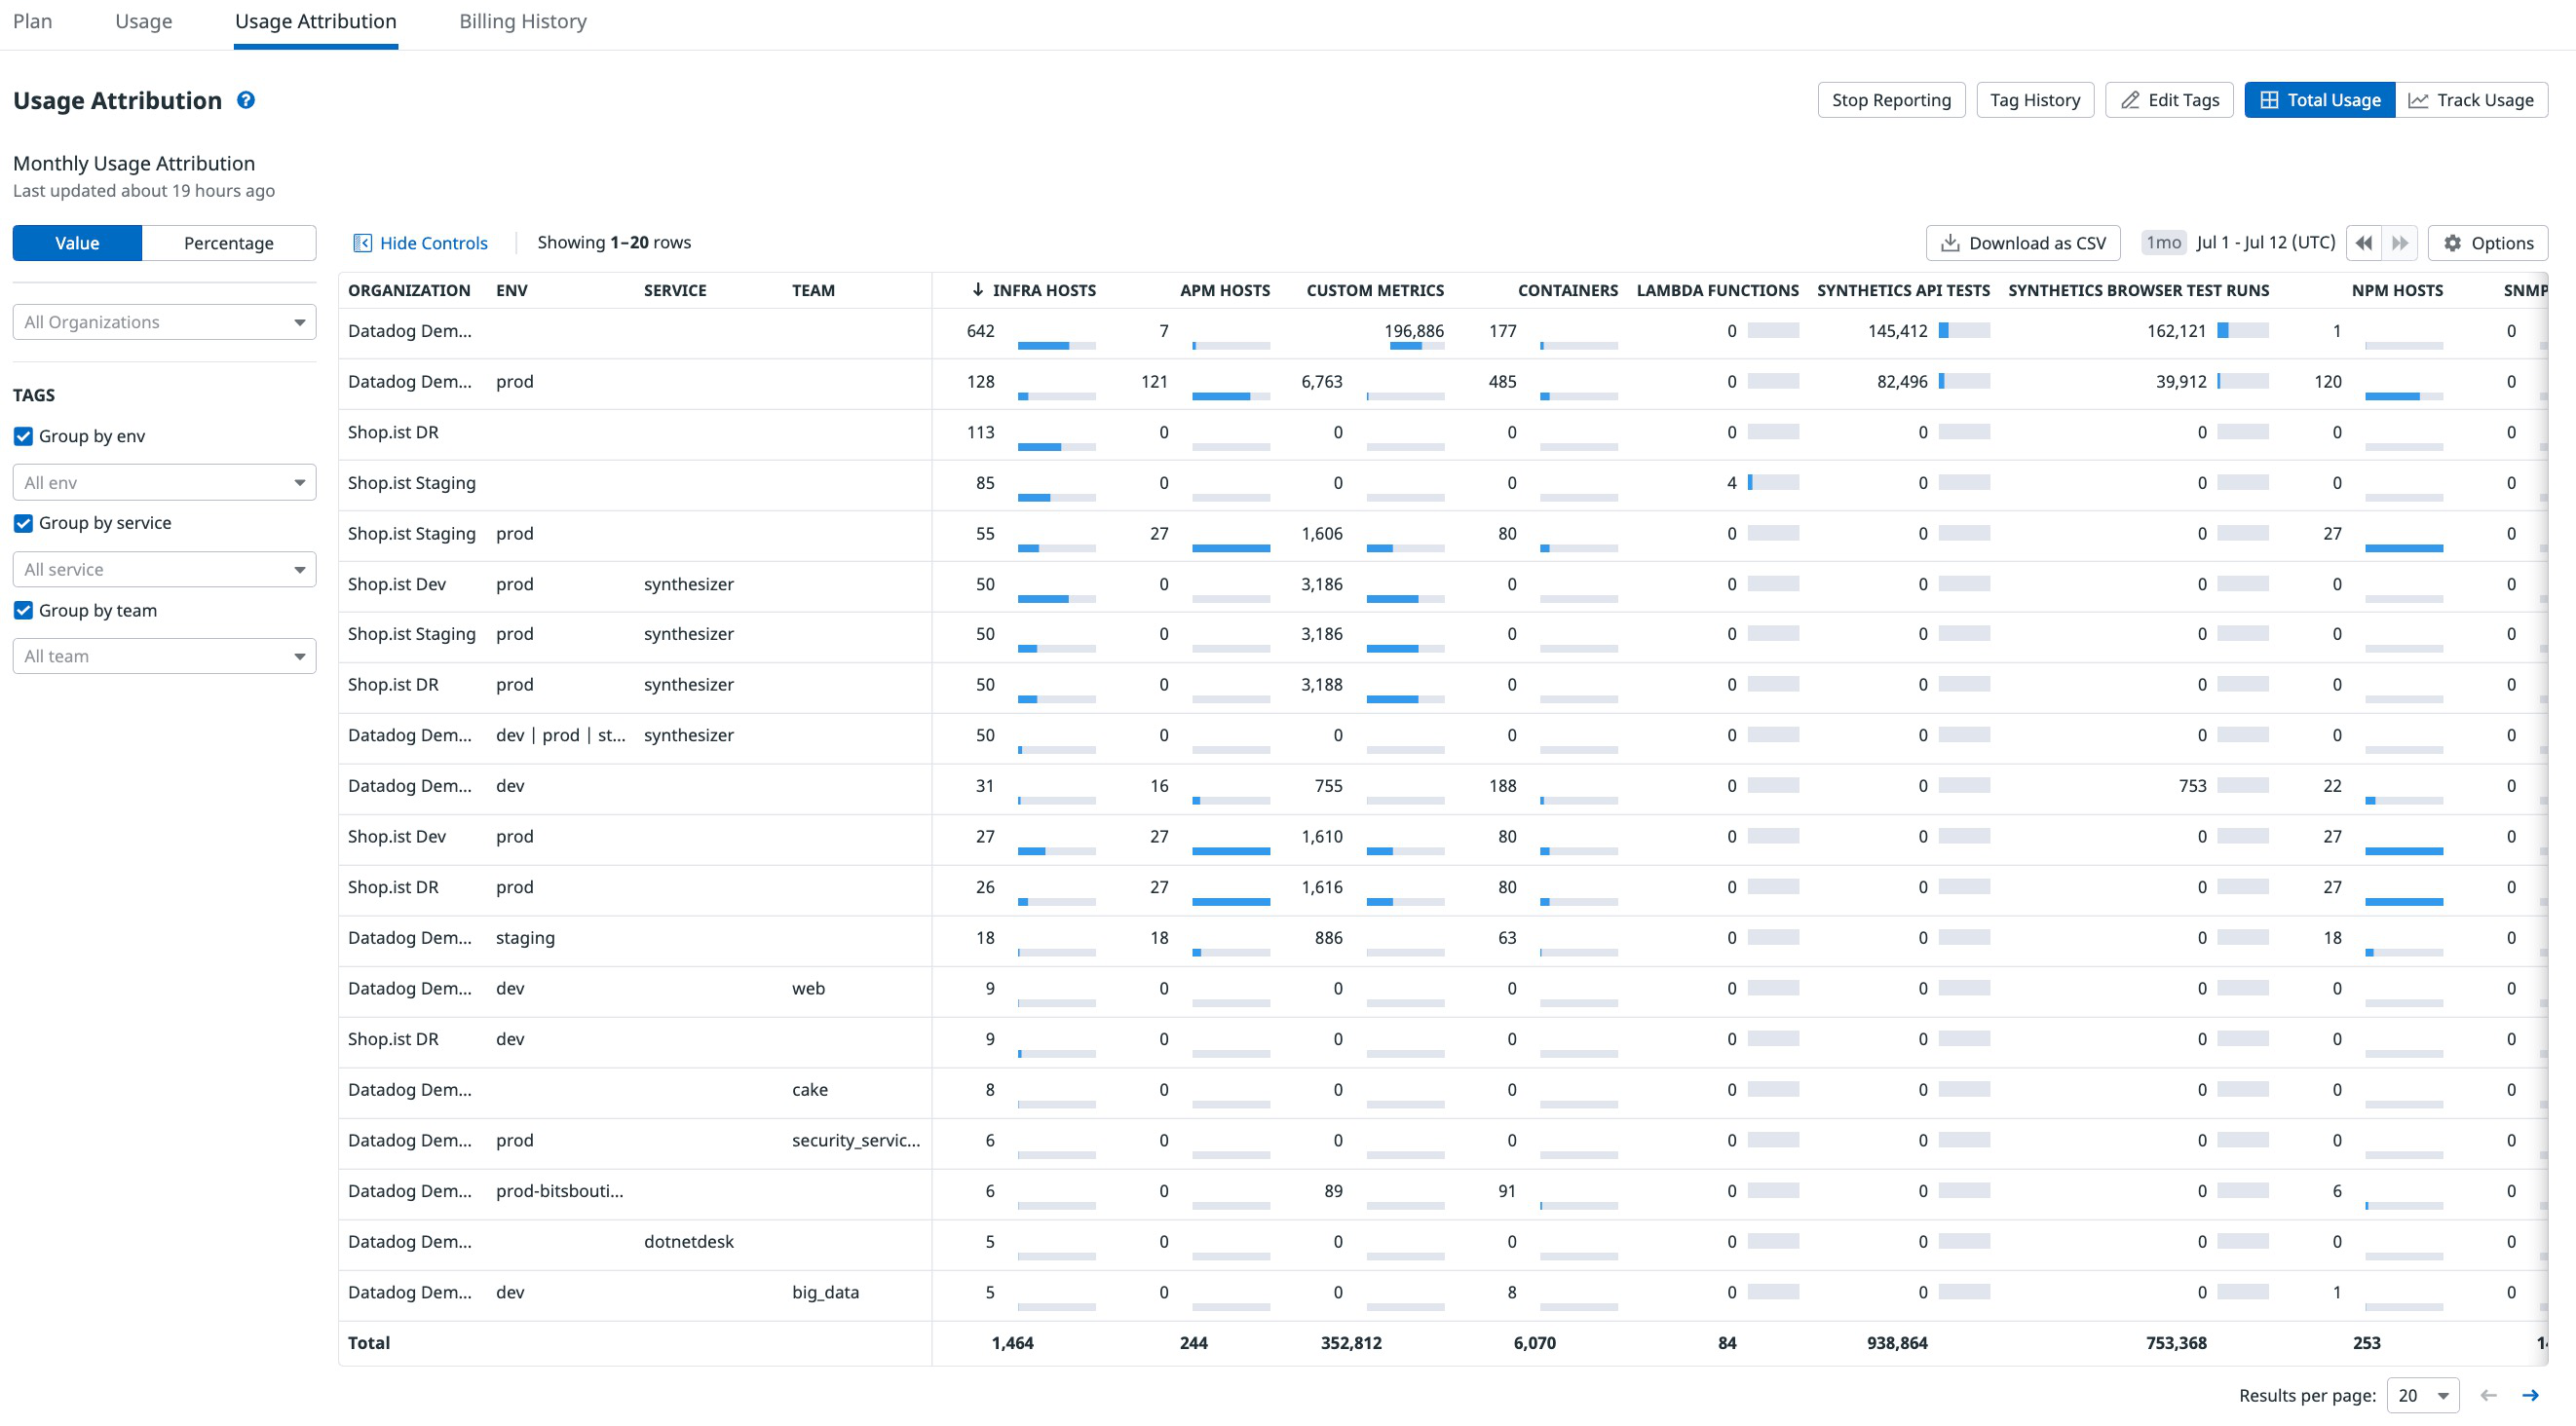 Plan Usage Usage Attribution Billing History
Usage Attribution ? Stop Reporting Tag History Edit Tags Total Usage Track Usage
Monthly Usage Attribution
Last updated about 19 hours ago
Value Percentage Hide Controls Showing 1–20 rows Download as CSV 1mo Jul 1 - Jul 12 (UTC) Options
All Organizations
TAGS
Group by env
All env
Group by service
All service
Group by team
All team
ORGANIZATION ENV SERVICE TEAM INFRA HOSTS APM HOSTS CUSTOM METRICS CONTAINERS LAMBDA FUNCTIONS SYNTHETICS API TESTS SYNTHETICS BROWSER TEST RUNS NPM HOSTS SNMP
Datadog Dem... 642 7 196,886 177 0 145,412 162,121 1 0
Datadog Dem... prod 128 121 6,763 485 0 82,496 39,912 120 0
Shop.ist DR 113 0 0 0 0 0 0 0 0
Shop.ist Staging 85 0 0 0 4 0 0 0 0
Shop.ist Staging prod 55 27 1,606 80 0 0 0 27 0
Shop.ist Dev prod synthesizer 50 0 3,186 0 0 0 0 0 0
Shop.ist Staging prod synthesizer 50 0 3,186 0 0 0 0 0 0
Shop.ist DR prod synthesizer 50 0 3,188 0 0 0 0 0 0
Datadog Dem... dev | prod | st... synthesizer 50 0 0 0 0 0 0 0 0
Datadog Dem... dev 31 16 755 188 0 0 753 22 0
Shop.ist Dev prod 27 27 1,610 80 0 0 0 27 0
Shop.ist DR prod 26 27 1,616 80 0 0 0 27 0
Datadog Dem... staging 18 18 886 63 0 0 0 18 0
Datadog Dem... dev web 9 0 0 0 0 0 0 0 0
Shop.ist DR dev 9 0 0 0 0 0 0 0 0
Datadog Dem... cake 8 0 0 0 0 0 0 0 0
Datadog Dem... prod security_servic... 6 0 0 0 0 0 0 0 0
Datadog Dem... prod-bitsbouti... 6 0 89 91 0 0 0 6 0
Datadog Dem... dotnetdesk 5 0 0 0 0 0 0 0 0
Datadog Dem... dev big_data 5 0 0 8 0 0 0 1 0
Total 1,464 244 352,812 6,070 84 938,864 753,368 253
Results per page: 20